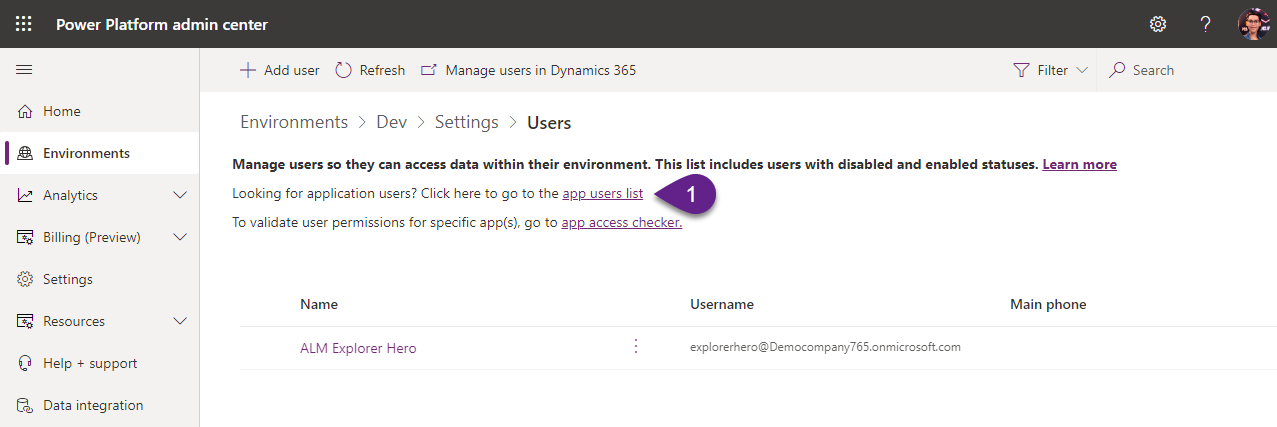 Power Platform admin center
?
Add user Refresh Manage users in Dynamics 365 Filter Search
Home
Environments
Analytics
Billing (Preview)
Settings
Resources
Help + support
Data integration
Environments > Dev > Settings > Users
Manage users so they can access data within their environment. This list includes users with disabled and enabled statuses. Learn more
Looking for application users? Click here to go to the app users list
1
To validate user permissions for specific app(s), go to app access checker.
Name Username Main phone
ALM Explorer Hero explorerhero@Democompany765.onmicrosoft.com